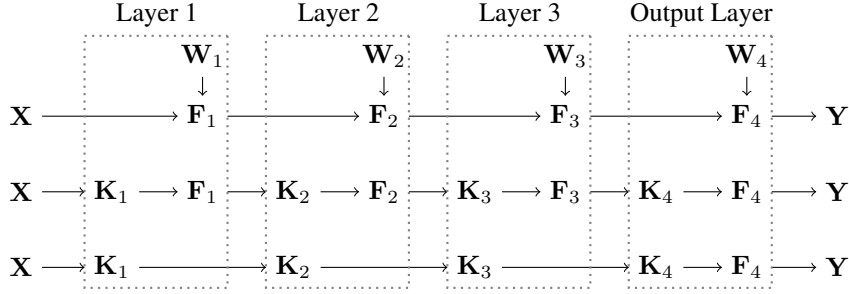 Layer 1 Layer 2 Layer 3 Output Layer
W₁ W₂ W₃ W₄
X F₁ F₂ F₃ F₄ Y
X K₁ F₁ K₂ F₂ K₃ F₃ K₄ F₄ Y
X K₁ K₂ K₃ K₄ F₄ Y